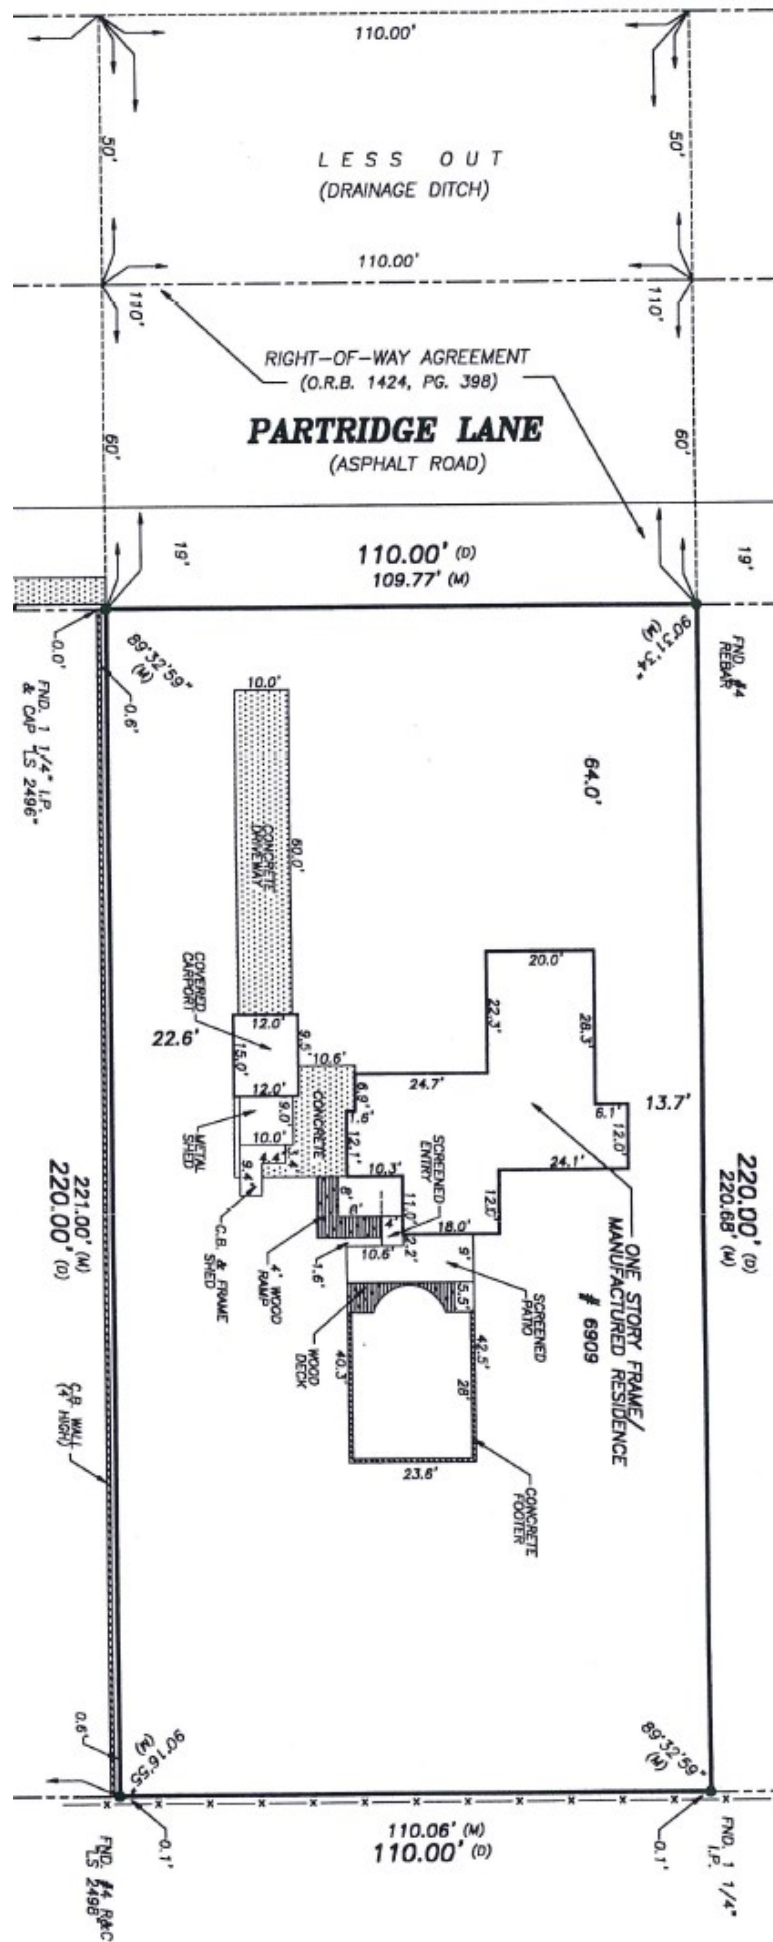 110.00'
50'
50'
LESS OUT
(DRAINAGE DITCH)
110.00'
110'
110'
RIGHT-OF-WAY AGREEMENT
(O.R.B. 1424, PG. 398)
PARTRIDGE LANE
(ASPHALT ROAD)
60'
60'
19'
110.00' (D)
109.77' (M)
19'
0.0'
0.6'
89°32'59"
(M)
90°31'34"
(M)
FND. #4
REBAR
FND. 1 1/4" I.P.
& CAP "LS 2496"
10.0'
64.0'
CONCRETE
DRIVEWAY
60.0'
20.0'
22.3'
28.3'
COVERED
CARPORT
22.6'
12.0'
15.0'
9.5'
10.6'
24.7'
6.9'
1.6'
6.1'
12.0'
13.7'
12.0'
9.0'
CONCRETE
12.1'
METAL
SHED
10.0'
4.4'
3.4'
9.4'
10.3'
SCREENED
ENTRY
24.1'
12.0'
11.0'
8'
6'
4'
2.2'
18.0'
10.6'
1.6'
9'
C.B. & FRAME
SHED
4' WOOD
RAMP
WOOD
DECK
5.5'
SCREENED
PATIO
ONE STORY FRAME/
MANUFACTURED RESIDENCE
# 6909
220.00' (D)
220.68' (M)
221.00' (M)
220.00' (D)
40.3'
42.5'
28'
23.6'
CONCRETE
FOOTER
C.B. WALL
(4' HIGH)
0.6'
90°16'55"
(M)
89°32'59"
(M)
0.1'
110.06' (M)
110.00' (D)
0.1'
FND. #4 R&C
LS 2498"
FND. 1 1/4"
I.P.